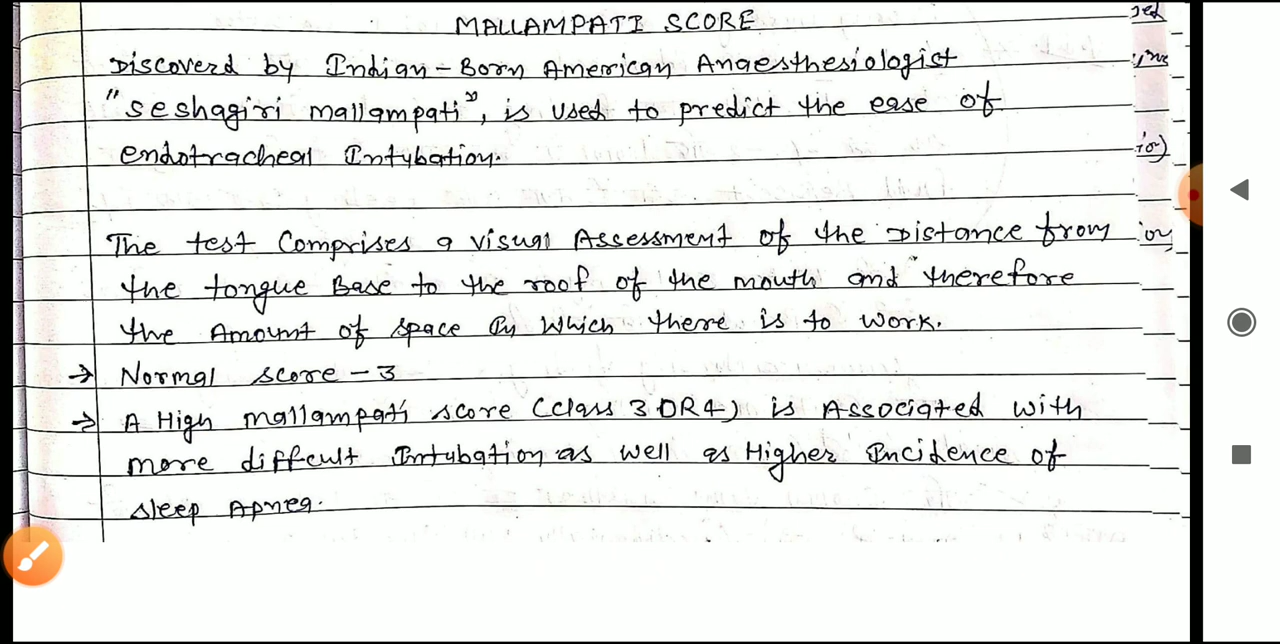 MALLAMPATI SCORE
Discoverd by Indian-Born American Anaesthesiologist
"Seshagiri mallampati", is used to predict the ease of
endotracheal Intubation.
The test comprises a visual Assessment of the Distance from
the tongue Base to the roof of the mouth and therefore
the Amount of space in which there is to work.
→ Normal score - 3
→ A High mallampati score (class 3 OR 4) is Associated with
more diffcult Intubation as well as Higher Incidence of
sleep Apnea.